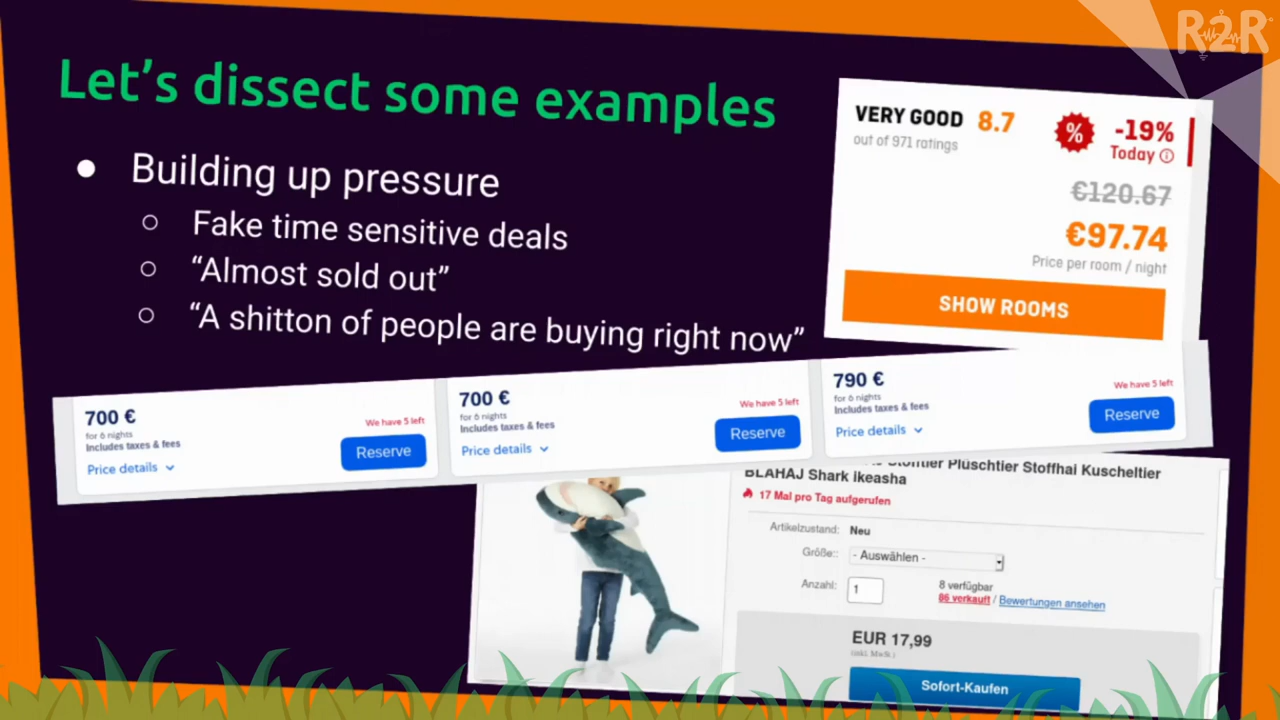 R2R
Let's dissect some examples
Building up pressure
Fake time sensitive deals
"Almost sold out"
"A shitton of people are buying right now"
VERY GOOD 8.7
out of 971 ratings
%
-19%
Today
€120.67
€97.74
Price per room / night
SHOW ROOMS
700 €
for 6 nights
Includes taxes & fees
Price details
We have 5 left
Reserve
700 €
for 6 nights
Includes taxes & fees
Price details
We have 5 left
Reserve
790 €
for 6 nights
Includes taxes & fees
Price details
We have 5 left
Reserve
Stofftier Plüschtier Stoffhai Kuscheltier
BLAHAJ Shark ikeasha
17 Mal pro Tag aufgerufen
Artikelzustand: Neu
Größe:: - Auswählen -
Anzahl: 1
8 verfügbar
86 verkauft / Bewertungen ansehen
EUR 17,99
(inkl. MwSt.)
Sofort-Kaufen